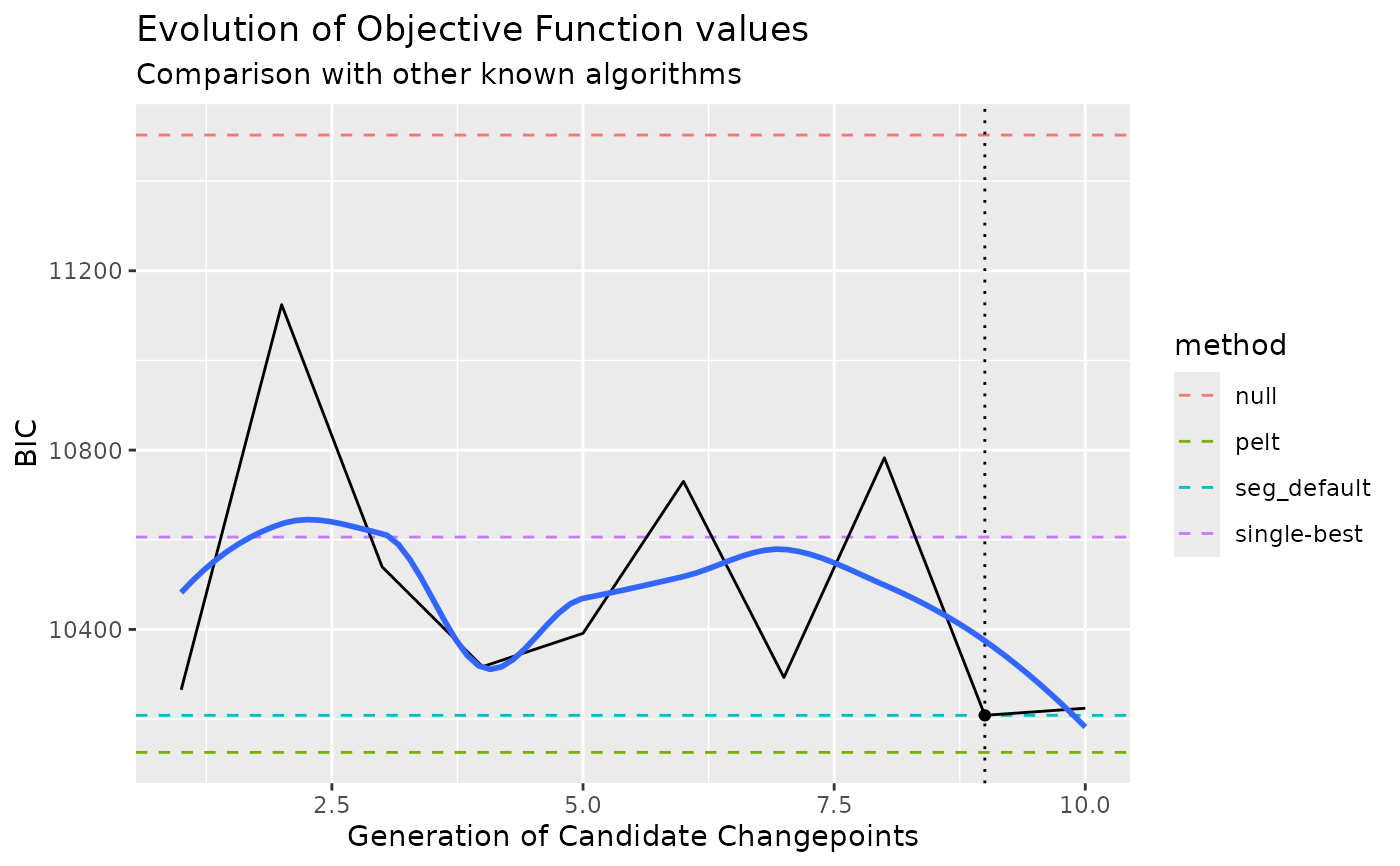 Evolution of Objective Function values
Comparison with other known algorithms
11200
10800
10400
BIC
2.5
5.0
7.5
10.0
Generation of Candidate Changepoints
method
null
pelt
seg_default
single-best